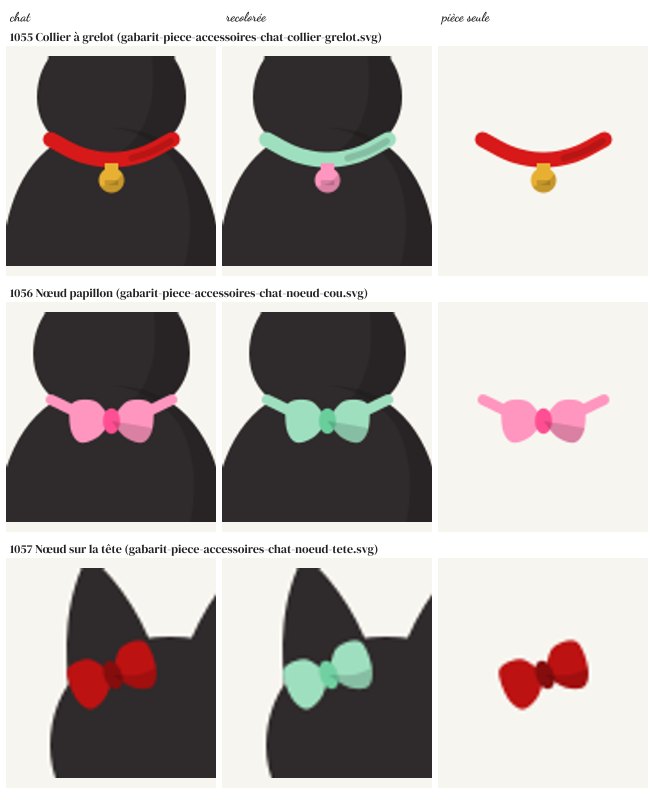 chat recolorée pièce seule
1055 Collier à grelot (gabarit-piece-accessoires-chat-collier-grelot.svg)
1056 Nœud papillon (gabarit-piece-accessoires-chat-noeud-cou.svg)
1057 Nœud sur la tête (gabarit-piece-accessoires-chat-noeud-tete.svg)